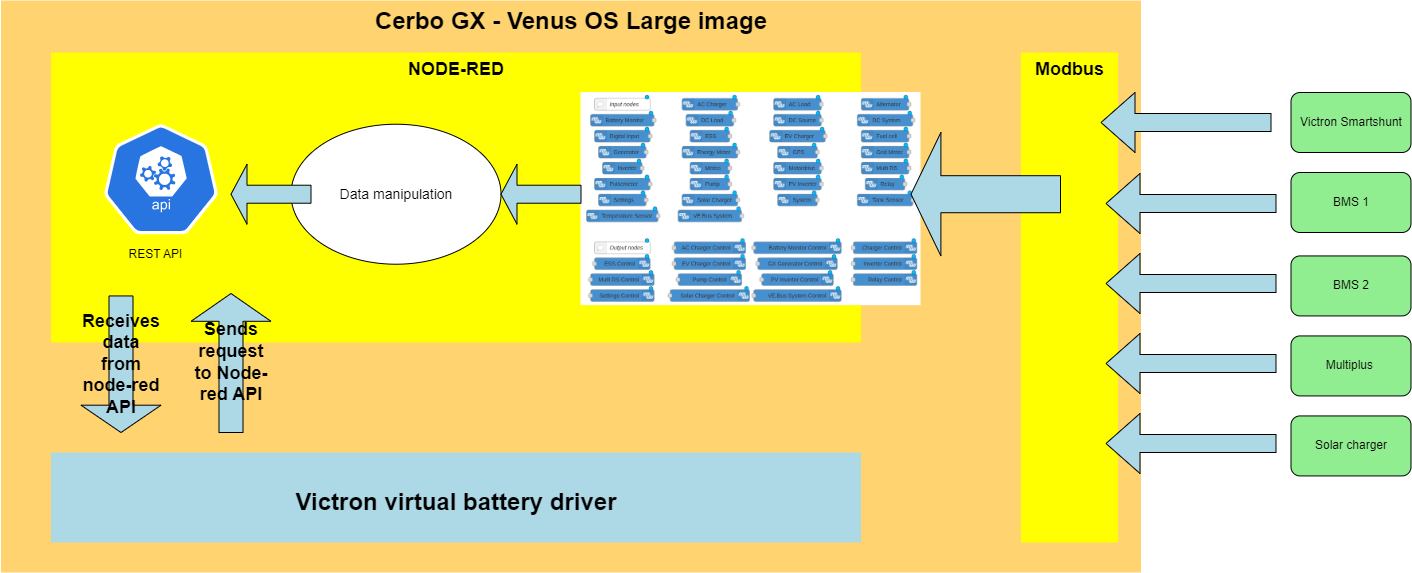 Cerbo GX - Venus OS Large image
NODE-RED
Modbus
Input nodes
AC Charger
AC Load
Alternator
Battery Monitor
DC Load
DC Source
DC System
Digital Input
ESS
EV Charger
Fuel cell
Generator
Energy Meter
GPS
Grid Meter
Inverter
Meteo
Motordrive
Multi RS
Pulsemeter
Pump
PV Inverter
Relay
Settings
Solar Charger
System
Tank Sensor
Temperature Sensor
VE.Bus System
Output nodes
AC Charger Control
Battery Monitor Control
Charger Control
ESS Control
EV Charger Control
GX Generator Control
Inverter Control
Multi RS Control
Pump Control
PV Inverter Control
Relay Control
Settings Control
Solar Charger Control
VE.Bus System Control
Data manipulation
api
REST API
Receives
data
from
node-red
API
Sends
request
to Node-
red API
Victron virtual battery driver
Victron Smartshunt
BMS 1
BMS 2
Multiplus
Solar charger